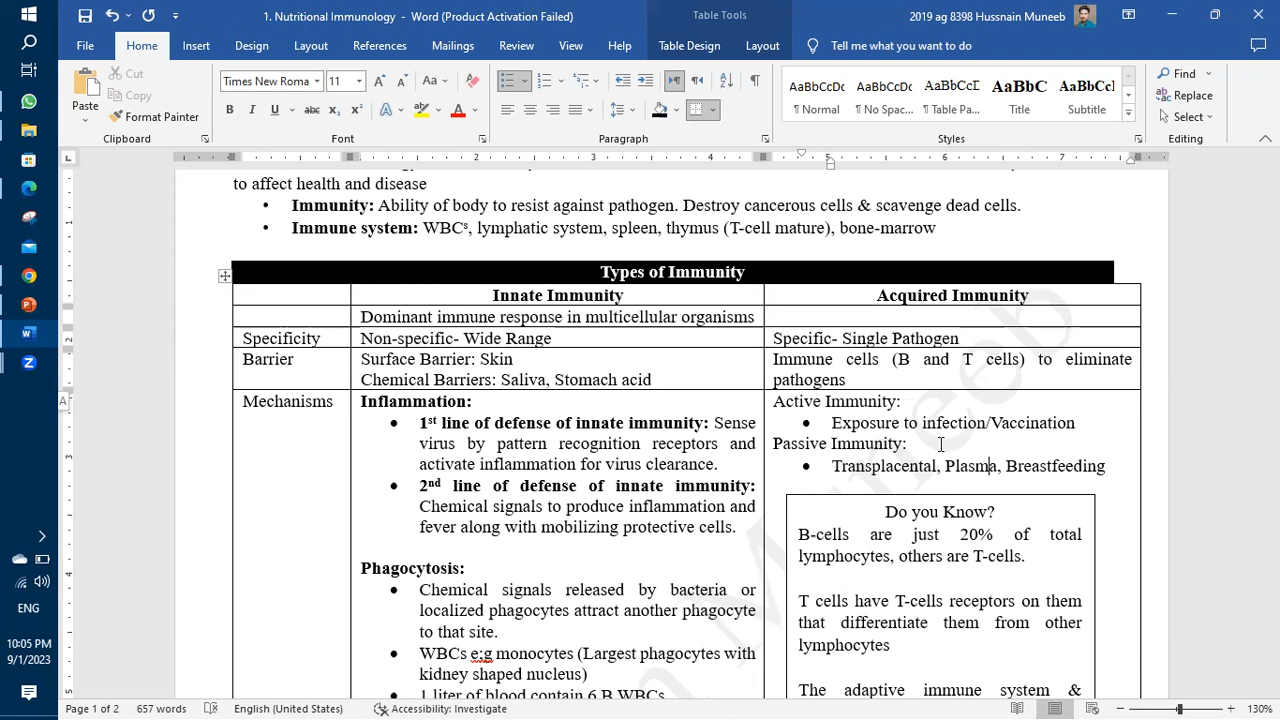 1. Nutritional Immunology - Word (Product Activation Failed)
Table Tools
2019 ag 8398 Hussnain Muneeb
File Home Insert Design Layout References Mailings Review View Help Table Design Layout Tell me what you want to do
Paste
Cut
Copy
Format Painter
Times New Roma 11
Aa
B I U abc x₂ x² A A
AaBbCcDc AaBbCcDc AaBbCcD AaBbC AaBbCc
¶ Normal ¶ No Spac... ¶ Table Pa... Title Subtitle
Find
Replace
Select
Clipboard Font Paragraph Styles Editing
L 2 3 4 5 6 7
to affect health and disease
• Immunity: Ability of body to resist against pathogen. Destroy cancerous cells & scavenge dead cells.
• Immune system: WBCˢ, lymphatic system, spleen, thymus (T-cell mature), bone-marrow
Types of Immunity
Innate Immunity Acquired Immunity
Dominant immune response in multicellular organisms
Specificity Non-specific- Wide Range Specific- Single Pathogen
Barrier Surface Barrier: Skin
Chemical Barriers: Saliva, Stomach acid
Immune cells (B and T cells) to eliminate
pathogens
Mechanisms
Inflammation:
• 1st line of defense of innate immunity: Sense
virus by pattern recognition receptors and
activate inflammation for virus clearance.
• 2nd line of defense of innate immunity:
Chemical signals to produce inflammation and
fever along with mobilizing protective cells.
Phagocytosis:
• Chemical signals released by bacteria or
localized phagocytes attract another phagocyte
to that site.
• WBCs e;g monocytes (Largest phagocytes with
kidney shaped nucleus)
• 1 liter of blood contain 6 B WBCs
Active Immunity:
• Exposure to infection/Vaccination
Passive Immunity:
• Transplacental, Plasma, Breastfeeding
Do you Know?
B-cells are just 20% of total
lymphocytes, others are T-cells.
T cells have T-cells receptors on them
that differentiate them from other
lymphocytes
The adaptive immune system &
Muneeb
ENG
10:05 PM
9/1/2023
Page 1 of 2 657 words English (United States) Accessibility: Investigate 130%